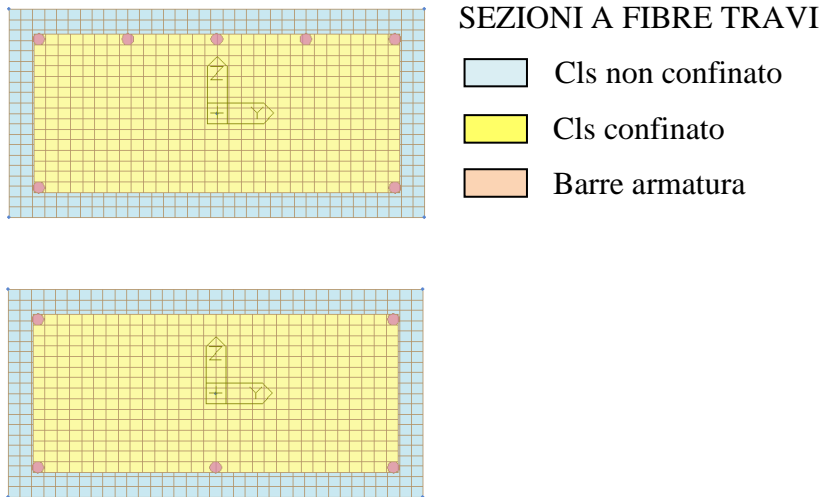 SEZIONI A FIBRE TRAVI
Cls non confinato
Cls confinato
Barre armatura
Z
Y
Z
Y